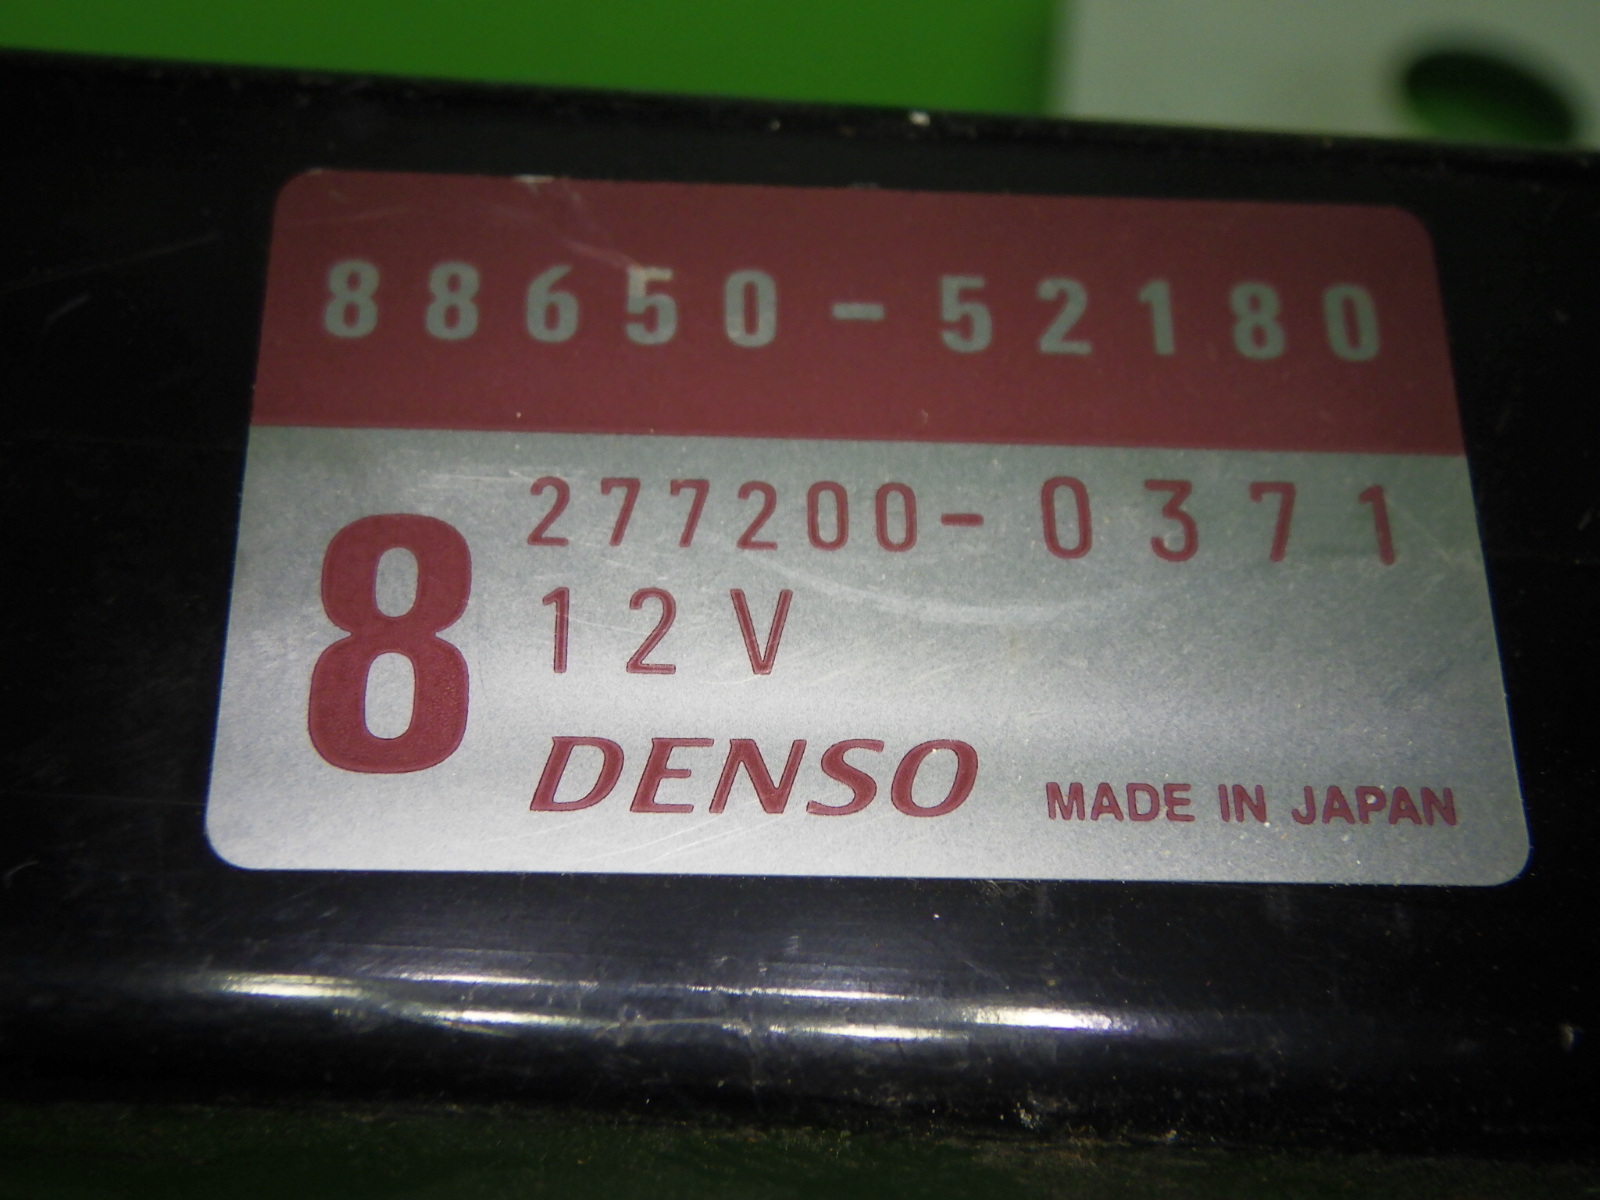 88650-52180
8
277200-0371
12V
DENSO
MADE IN JAPAN